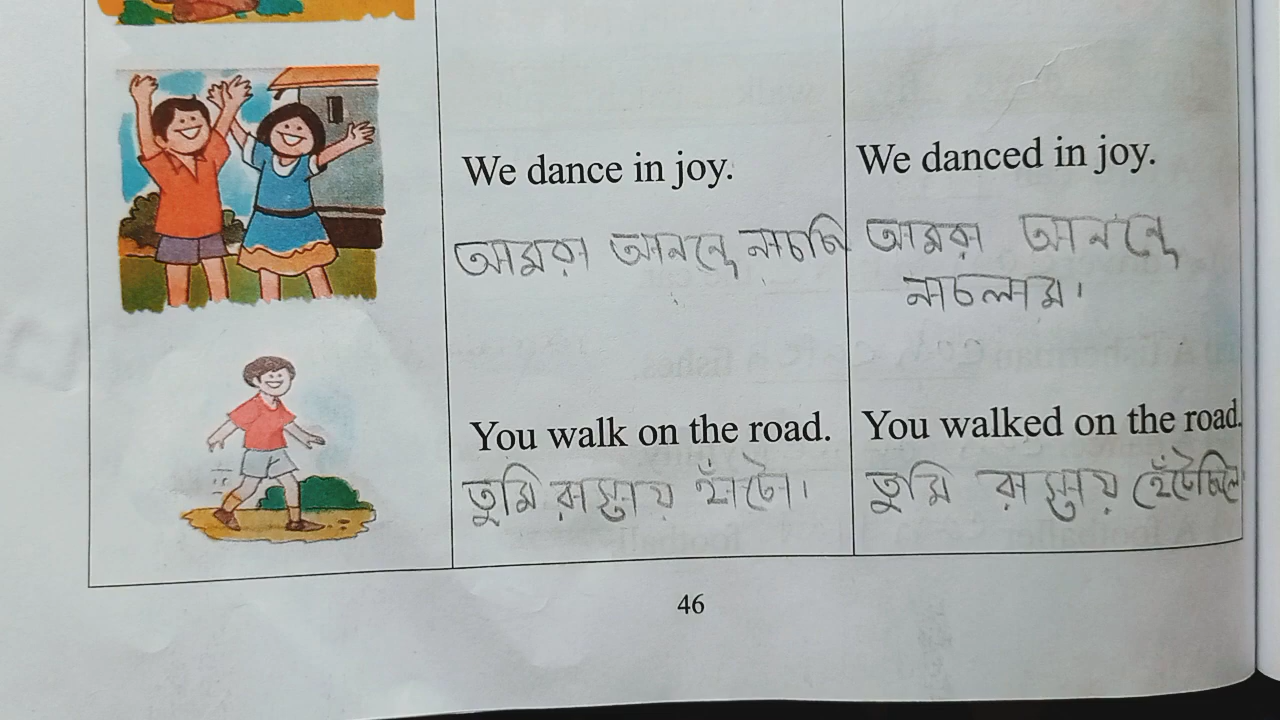 We dance in joy.
We danced in joy.
আমরা আনন্দে নাচছি
আমরা আনন্দে
নাচলাম।
You walk on the road.
You walked on the road.
তুমি রাস্তায় হাঁটো।
তুমি রাস্তায় হেঁটেছিলে।
46